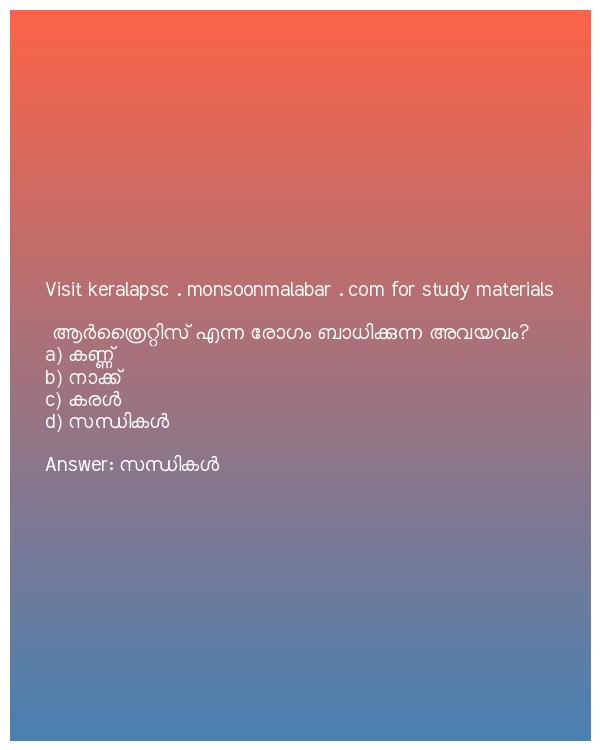 Visit keralapsc . monsoonmalabar . com for study materials
ആർത്രൈറ്റിസ് എന്ന രോഗം ബാധിക്കുന്ന അവയവം?
a) കണ്ണ്
b) നാക്ക്
c) കരൾ
d) സന്ധികൾ
Answer: സന്ധികൾ